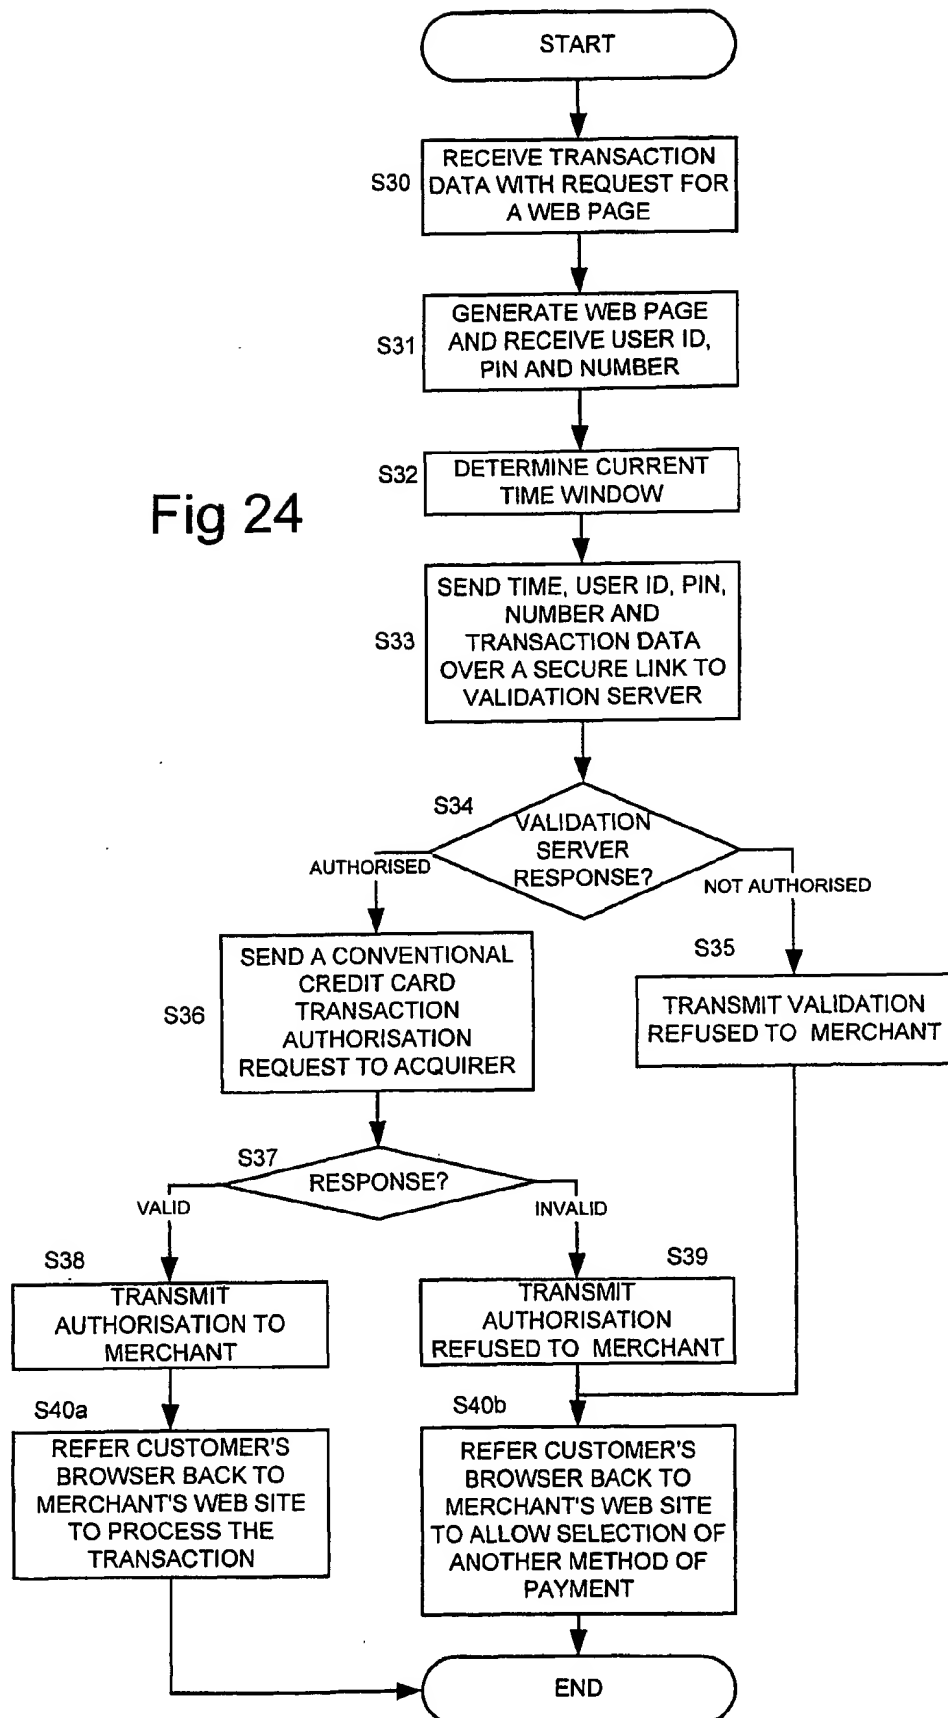 START
S30
RECEIVE TRANSACTION
DATA WITH REQUEST FOR
A WEB PAGE
S31
GENERATE WEB PAGE
AND RECEIVE USER ID,
PIN AND NUMBER
S32
DETERMINE CURRENT
TIME WINDOW
Fig 24
S33
SEND TIME, USER ID, PIN,
NUMBER AND
TRANSACTION DATA
OVER A SECURE LINK TO
VALIDATION SERVER
S34
VALIDATION
SERVER
RESPONSE?
AUTHORISED
NOT AUTHORISED
S36
SEND A CONVENTIONAL
CREDIT CARD
TRANSACTION
AUTHORISATION
REQUEST TO ACQUIRER
S35
TRANSMIT VALIDATION
REFUSED TO MERCHANT
S37
RESPONSE?
VALID
INVALID
S38
TRANSMIT
AUTHORISATION TO
MERCHANT
S39
TRANSMIT
AUTHORISATION
REFUSED TO MERCHANT
S40a
REFER CUSTOMER'S
BROWSER BACK TO
MERCHANT'S WEB SITE
TO PROCESS THE
TRANSACTION
S40b
REFER CUSTOMER'S
BROWSER BACK TO
MERCHANT'S WEB SITE
TO ALLOW SELECTION OF
ANOTHER METHOD OF
PAYMENT
END